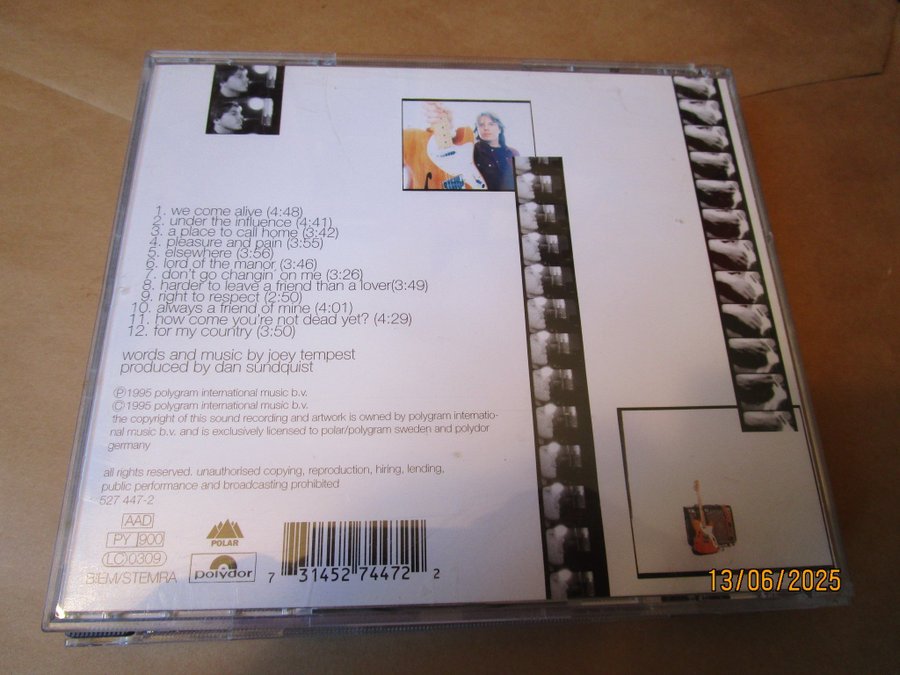 1. we come alive (4:48)
2. under the influence (4:41)
3. a place to call home (3:42)
4. pleasure and pain (3:55)
5. elsewhere (3:56)
6. lord of the manor (3:46)
7. don't go changin' on me (3:26)
8. harder to leave a friend than a lover(3:49)
9. right to respect (2:50)
10. always a friend of mine (4:01)
11. how come you're not dead yet? (4:29)
12. for my country (3:50)
words and music by joey tempest
produced by dan sundquist
℗1995 polygram international music b.v.
©1995 polygram international music b.v.
the copyright of this sound recording and artwork is owned by polygram internatio-
nal music b.v. and is exclusively licensed to polar/polygram sweden and polydor
germany
all rights reserved. unauthorised copying, reproduction, hiring, lending,
public performance and broadcasting prohibited
527 447-2
AAD
PY 900
LC 0309
BIEM/STEMRA
POLAR
polydor
7 31452 74472 2
13/06/2025